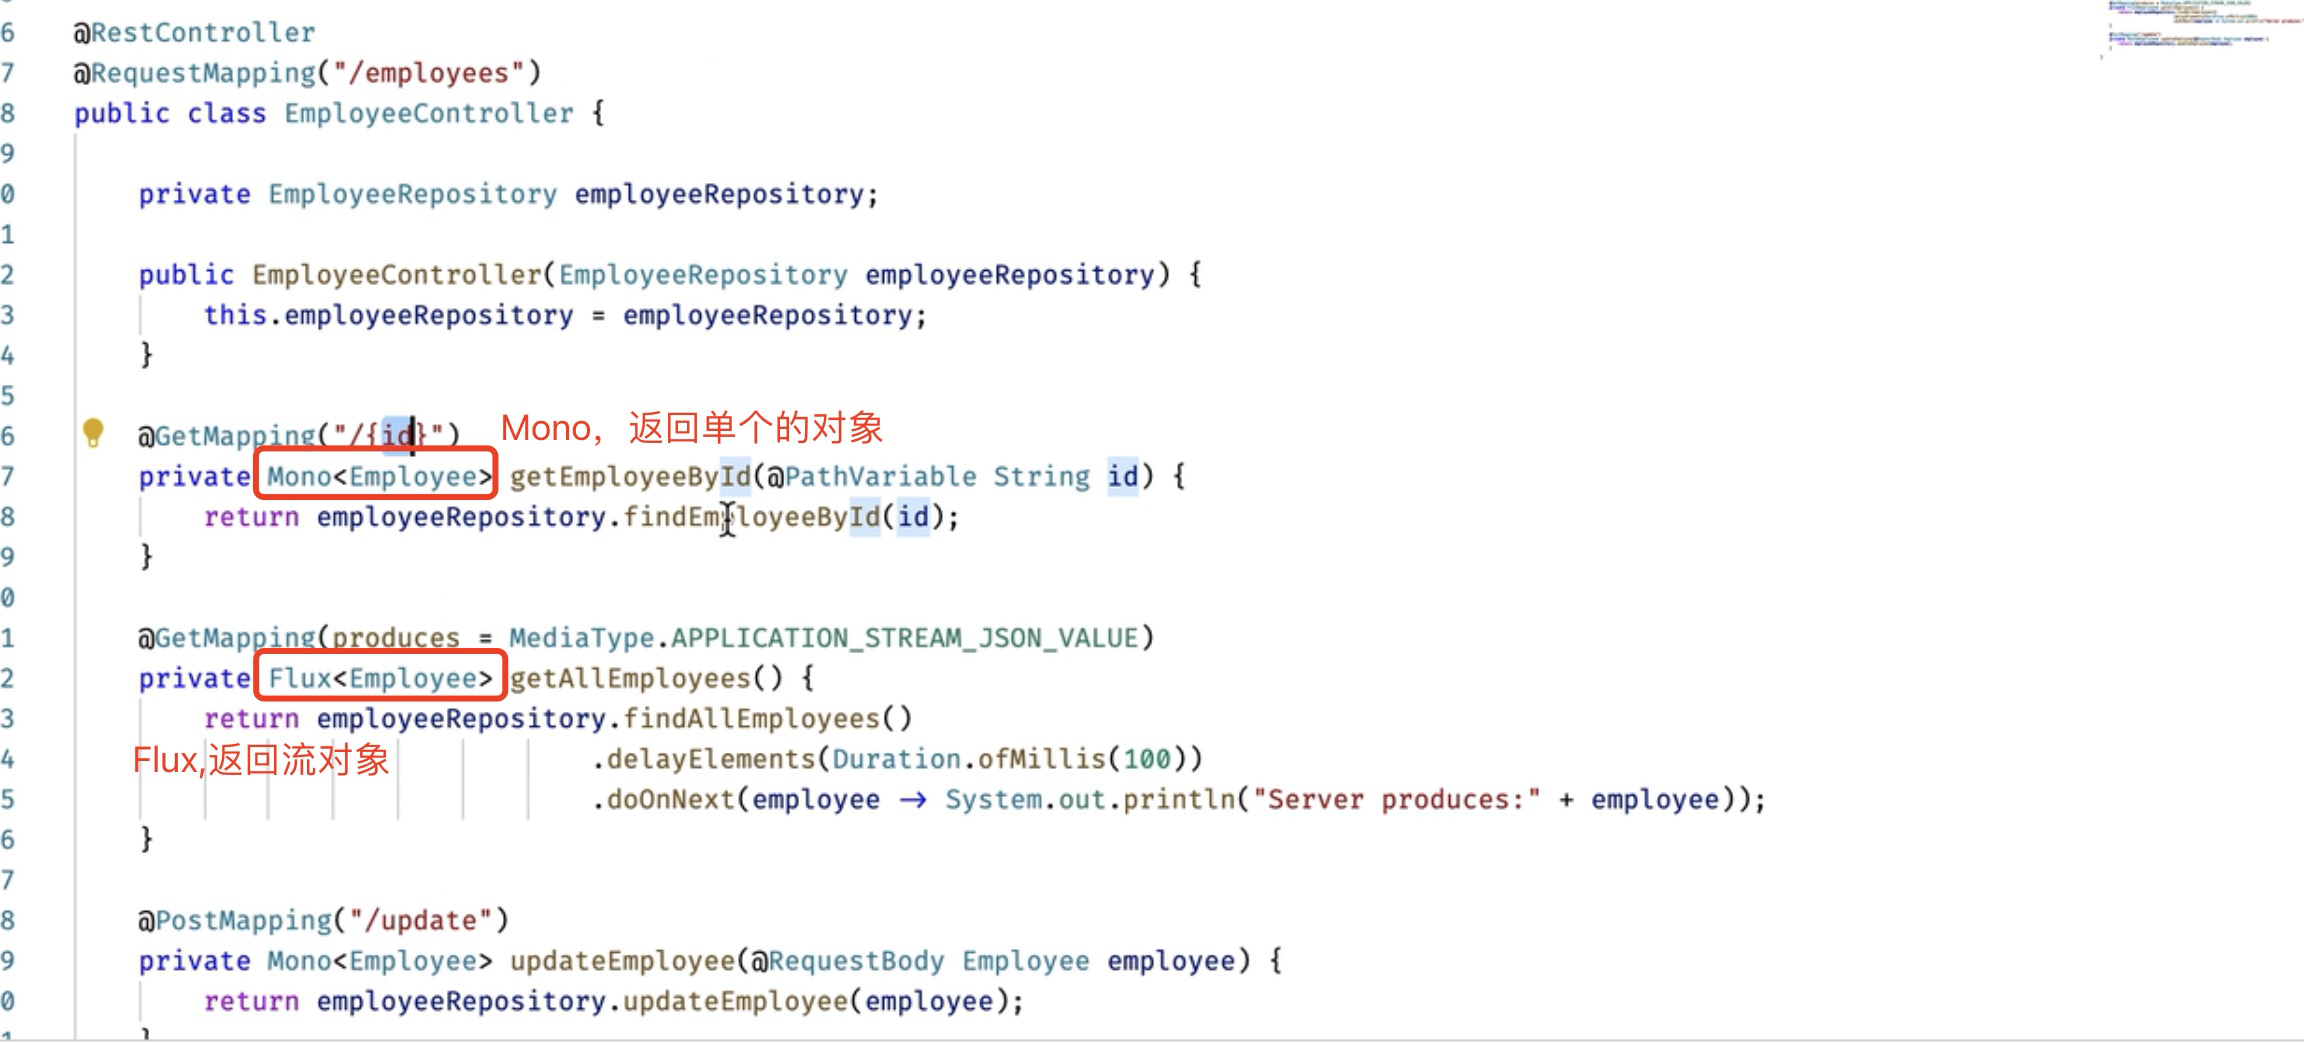 6 @RestController
7 @RequestMapping("/employees")
8 public class EmployeeController {
9
0 private EmployeeRepository employeeRepository;
1
2 public EmployeeController(EmployeeRepository employeeRepository) {
3 this.employeeRepository = employeeRepository;
4 }
5
6 @GetMapping("/{id}") Mono，返回单个的对象
7 private Mono<Employee> getEmployeeById(@PathVariable String id) {
8 return employeeRepository.findEmployeeById(id);
9 }
0
1 @GetMapping(produces = MediaType.APPLICATION_STREAM_JSON_VALUE)
2 private Flux<Employee> getAllEmployees() {
3 return employeeRepository.findAllEmployees()
4 Flux,返回流对象 .delayElements(Duration.ofMillis(100))
5 .doOnNext(employee → System.out.println("Server produces:" + employee));
6 }
7
8 @PostMapping("/update")
9 private Mono<Employee> updateEmployee(@RequestBody Employee employee) {
0 return employeeRepository.updateEmployee(employee);
1 }